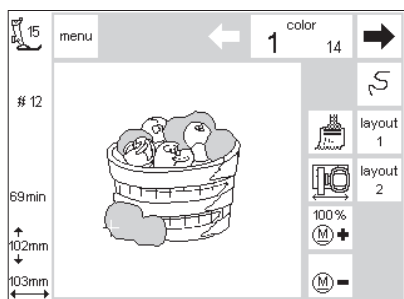 15
menu
color
1 14
# 12
layout
1
layout
2
69min
100%
M +
102mm
M -
103mm